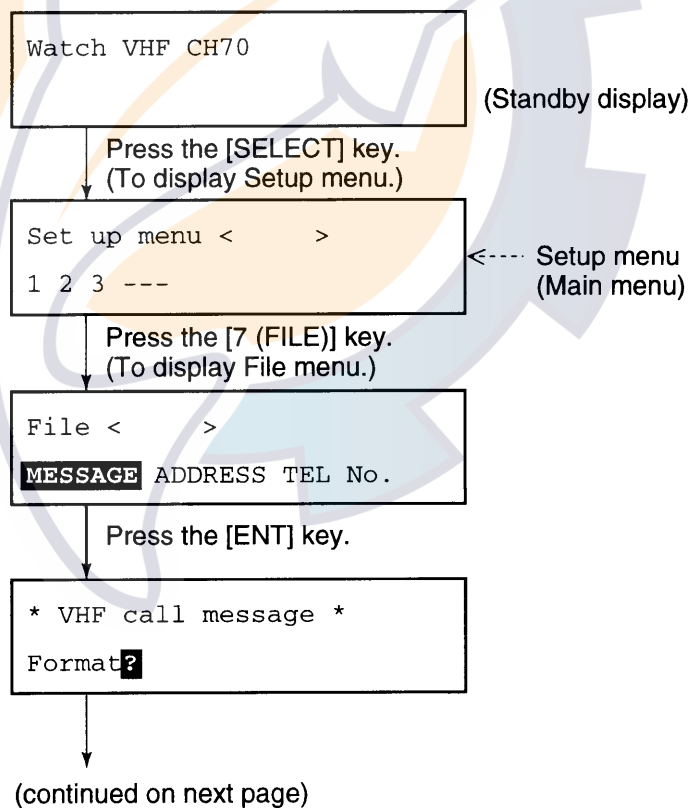 Watch VHF CH70
(Standby display)
Press the [SELECT] key.
(To display Setup menu.)
Set up menu < >
1 2 3 ---
Setup menu
(Main menu)
Press the [7 (FILE)] key.
(To display File menu.)
File < >
MESSAGE ADDRESS TEL No.
Press the [ENT] key.
* VHF call message *
Format?
(continued on next page)